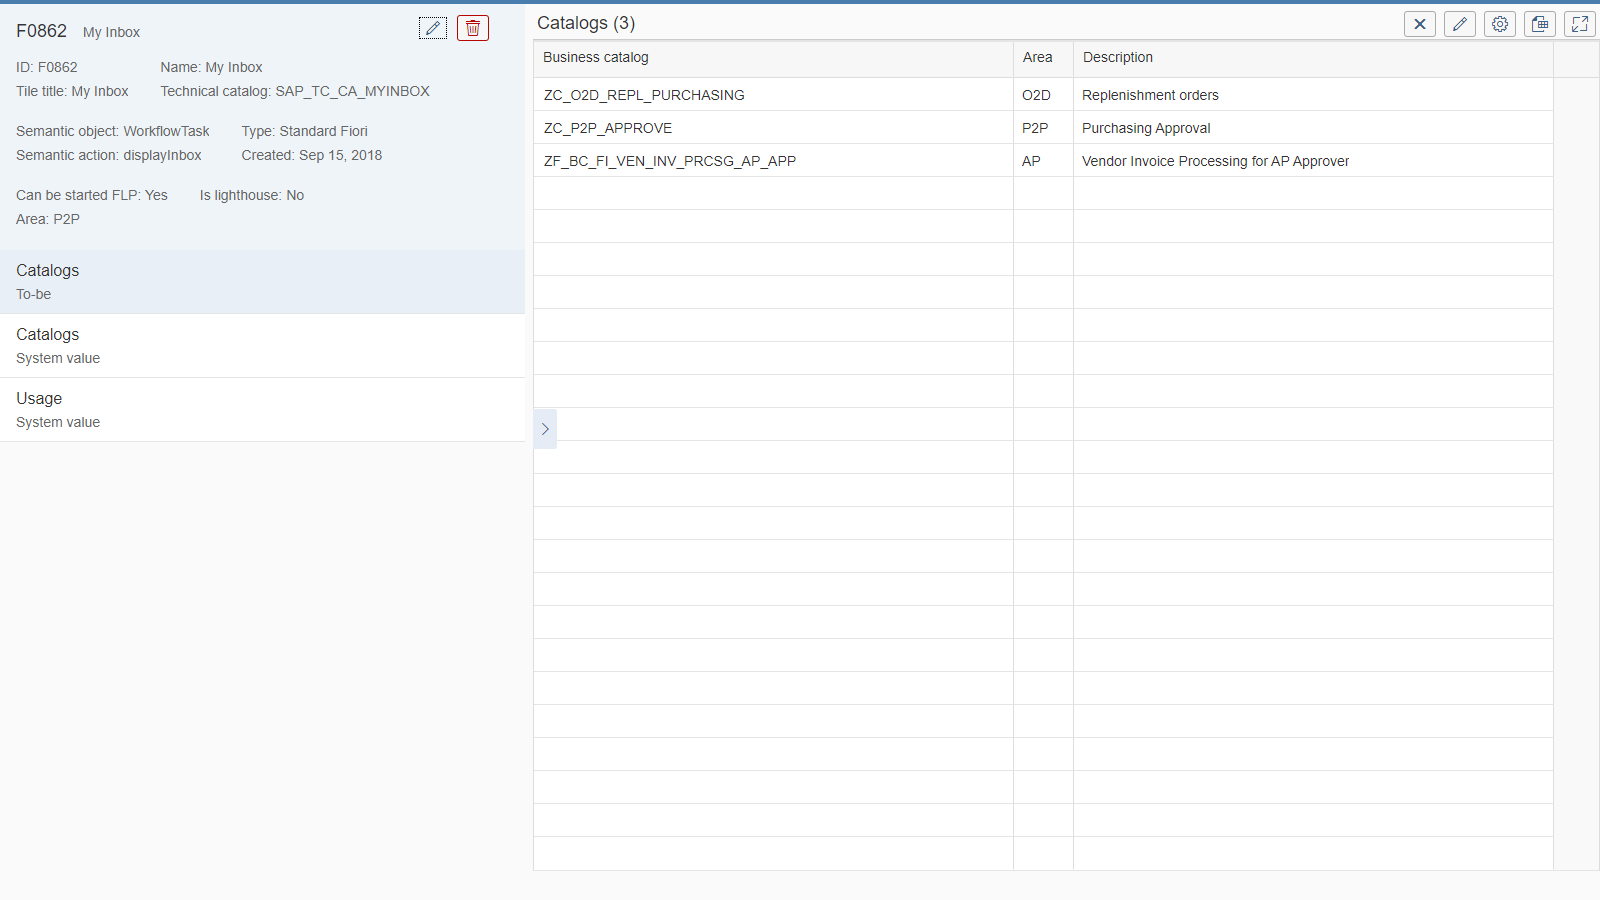 F0862 My Inbox
ID: F0862 Name: My Inbox
Tile title: My Inbox Technical catalog: SAP_TC_CA_MYINBOX
Semantic object: WorkflowTask Type: Standard Fiori
Semantic action: displayInbox Created: Sep 15, 2018
Can be started FLP: Yes Is lighthouse: No
Area: P2P
Catalogs
To-be
Catalogs
System value
Usage
System value
Catalogs (3)
Business catalog Area Description
ZC_O2D_REPL_PURCHASING O2D Replenishment orders
ZC_P2P_APPROVE P2P Purchasing Approval
ZF_BC_FI_VEN_INV_PRCSG_AP_APP AP Vendor Invoice Processing for AP Approver